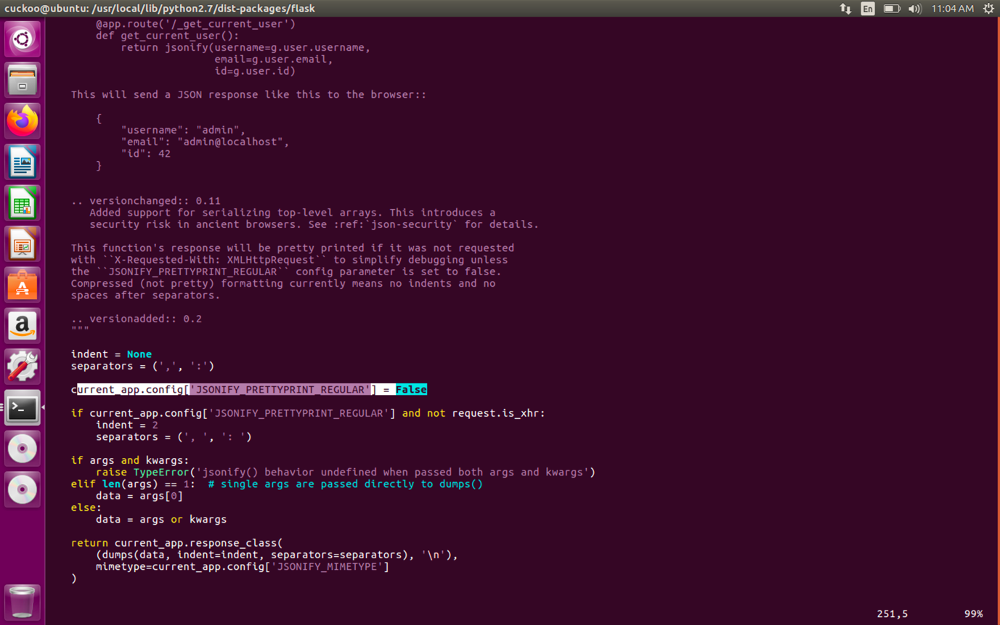 cuckoo@ubuntu: /usr/local/lib/python2.7/dist-packages/flask
En
11:04 AM
@app.route('/_get_current_user')
def get_current_user():
    return jsonify(username=g.user.username,
                   email=g.user.email,
                   id=g.user.id)
This will send a JSON response like this to the browser::
    {
        "username": "admin",
        "email": "admin@localhost",
        "id": 42
    }
.. versionchanged:: 0.11
   Added support for serializing top-level arrays. This introduces a
   security risk in ancient browsers. See :ref:`json-security` for details.
This function's response will be pretty printed if it was not requested
with ``X-Requested-With: XMLHttpRequest`` to simplify debugging unless
the ``JSONIFY_PRETTYPRINT_REGULAR`` config parameter is set to false.
Compressed (not pretty) formatting currently means no indents and no
spaces after separators.
.. versionadded:: 0.2
"""
indent = None
separators = (',', ':')
current_app.config['JSONIFY_PRETTYPRINT_REGULAR'] = False
if current_app.config['JSONIFY_PRETTYPRINT_REGULAR'] and not request.is_xhr:
    indent = 2
    separators = (', ', ': ')
if args and kwargs:
    raise TypeError('jsonify() behavior undefined when passed both args and kwargs')
elif len(args) == 1:  # single args are passed directly to dumps()
    data = args[0]
else:
    data = args or kwargs
return current_app.response_class(
    (dumps(data, indent=indent, separators=separators), '\n'),
    mimetype=current_app.config['JSONIFY_MIMETYPE']
)
251,5 99%